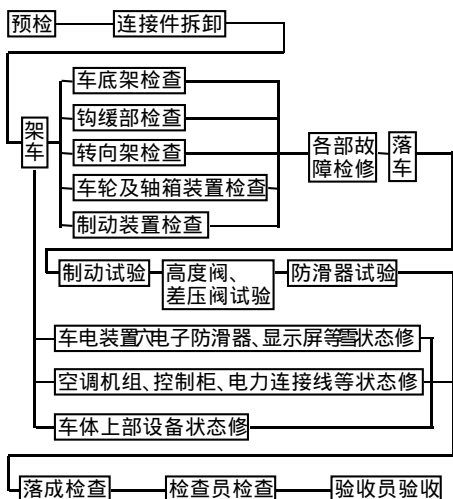 预检
连接件拆卸
架
车
车底架检查
钩缓部检查
转向架检查
车轮及轴箱装置检查
制动装置检查
各部故
障检修
落
车
制动试验
高度阀、
差压阀试验
防滑器试验
车电装置 电子防滑器、显示屏等 状态修
空调机组、控制柜、电力连接线等状态修
车体上部设备状态修
落成检查
检查员检查
验收员验收